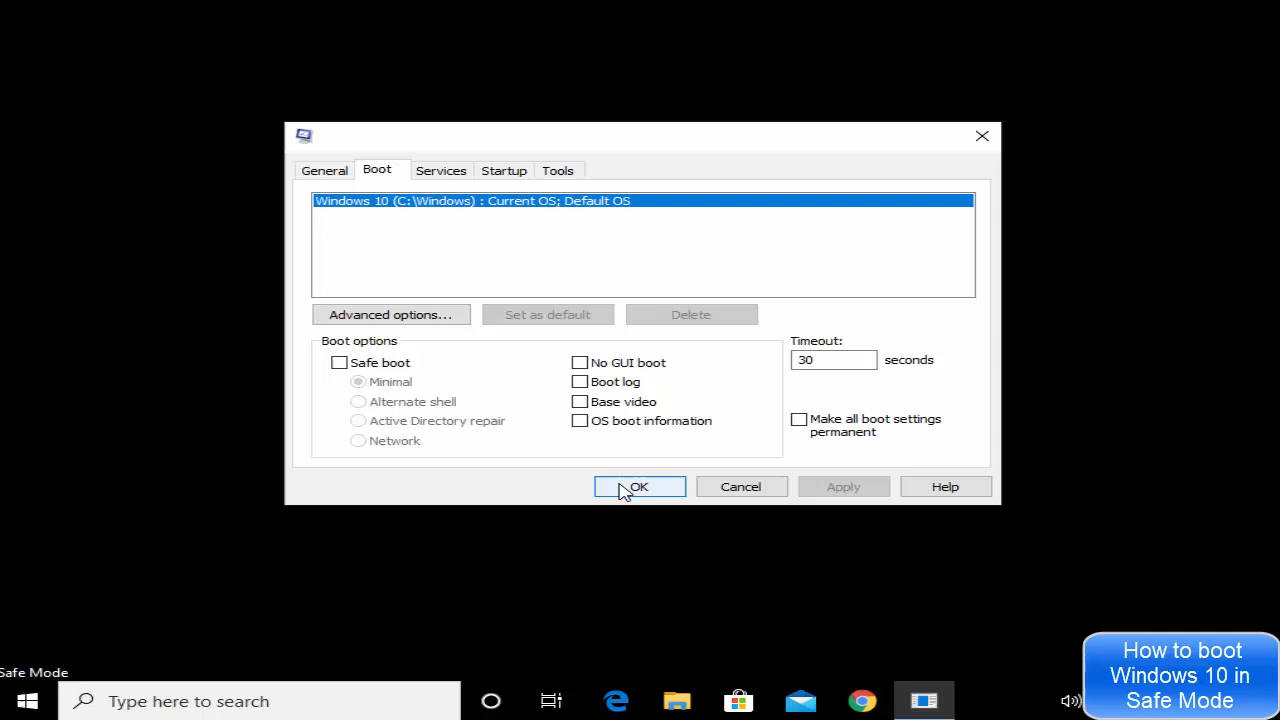 General Boot Services Startup Tools
Windows 10 (C:\Windows) : Current OS; Default OS
Advanced options... Set as default Delete
Boot options
Safe boot
Minimal
Alternate shell
Active Directory repair
Network
No GUI boot
Boot log
Base video
OS boot information
Timeout:
30 seconds
Make all boot settings
permanent
OK Cancel Apply Help
Safe Mode
Type here to search
How to boot
Windows 10 in
Safe Mode